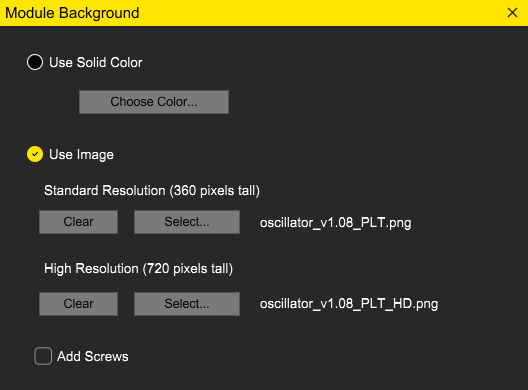 Module Background
Use Solid Color
Choose Color...
Use Image
Standard Resolution (360 pixels tall)
Clear Select... oscillator_v1.08_PLT.png
High Resolution (720 pixels tall)
Clear Select... oscillator_v1.08_PLT_HD.png
Add Screws